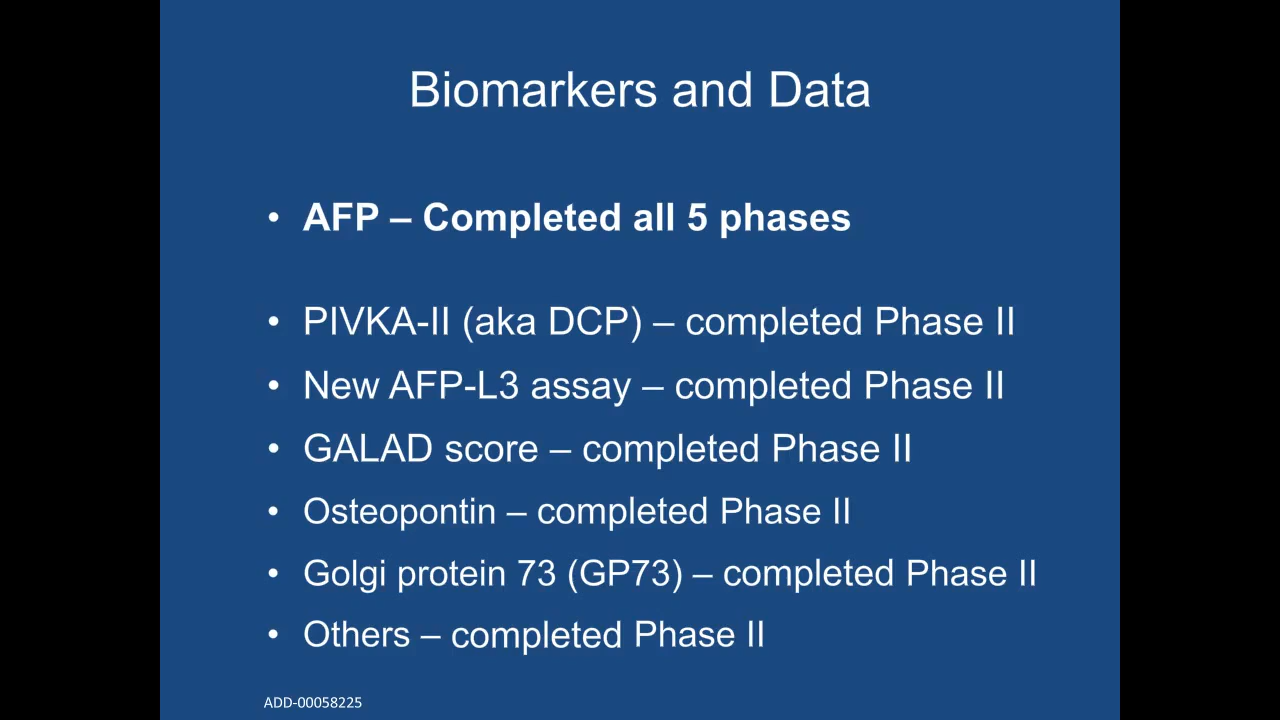 Biomarkers and Data
• AFP – Completed all 5 phases
• PIVKA-II (aka DCP) – completed Phase II
• New AFP-L3 assay – completed Phase II
• GALAD score – completed Phase II
• Osteopontin – completed Phase II
• Golgi protein 73 (GP73) – completed Phase II
• Others – completed Phase II
ADD-00058225